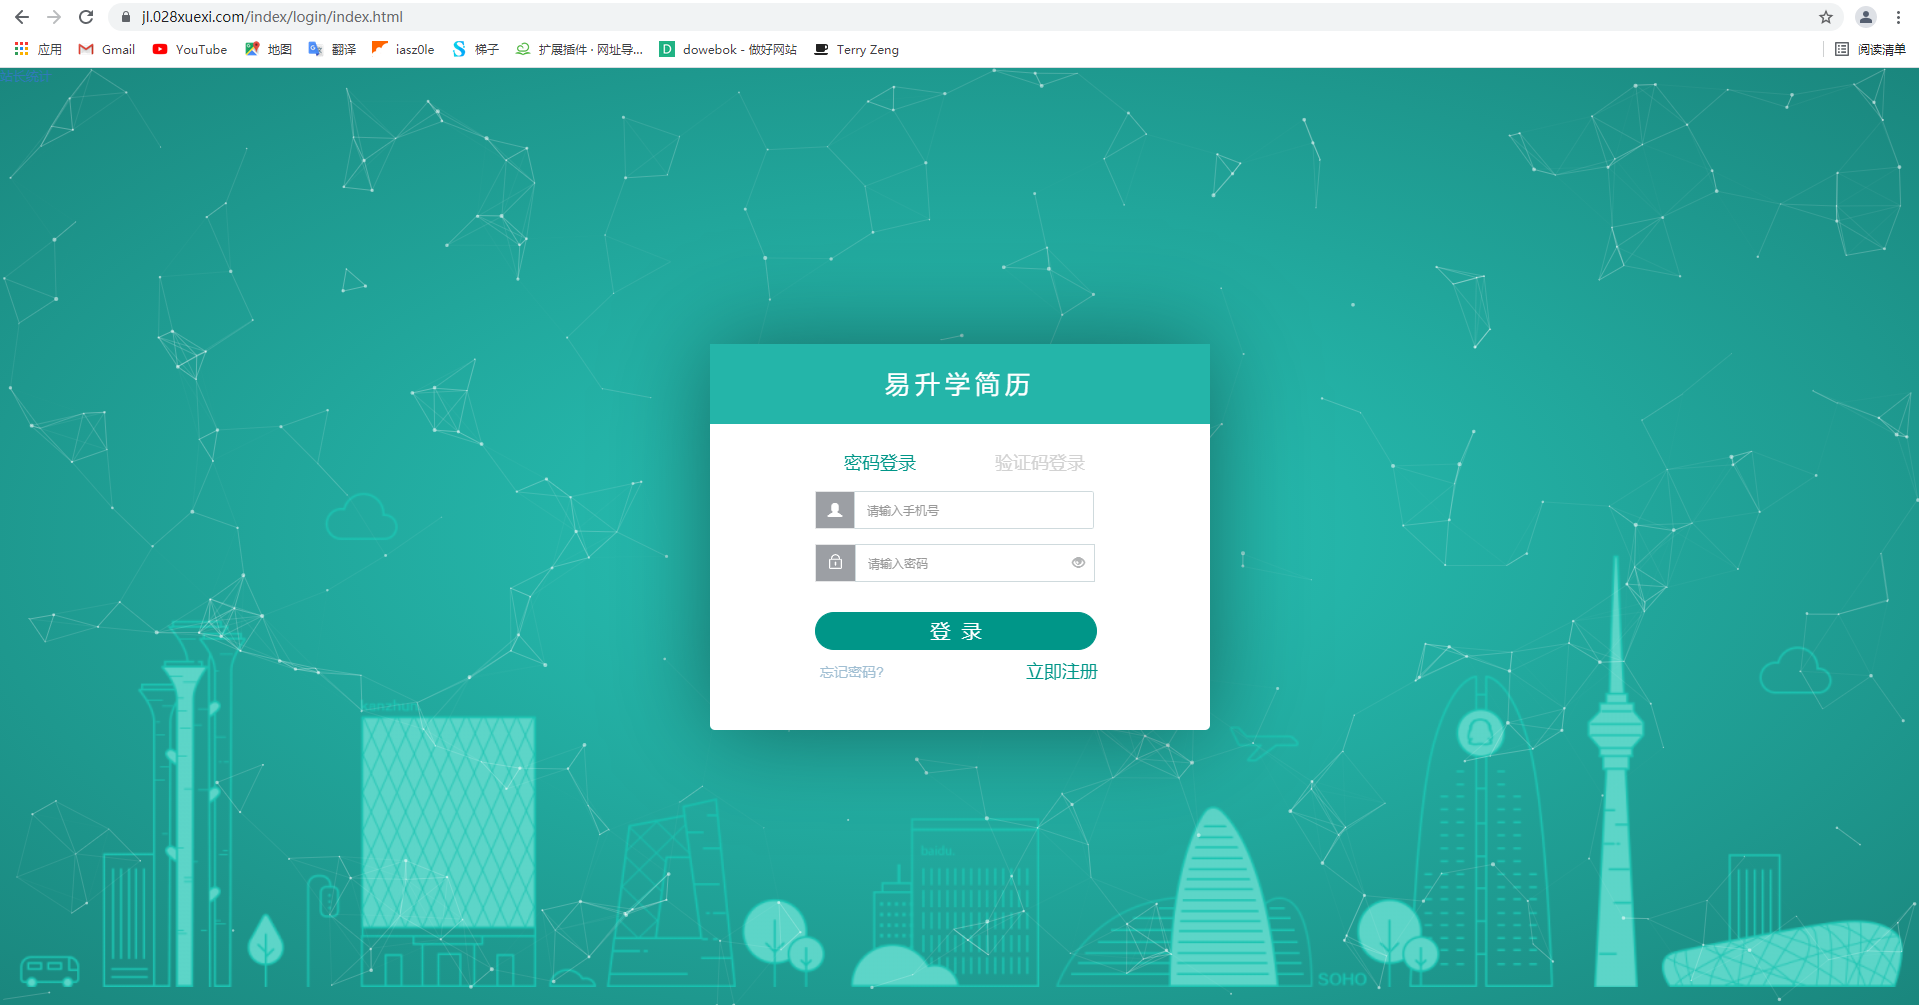 jl.028xuexi.com/index/login/index.html
应用 Gmail YouTube 地图 翻译 iasz0le 梯子 扩展插件 · 网址导... dowebok - 做好网站 Terry Zeng 阅读清单
易升学简历
密码登录 验证码登录
请输入手机号
请输入密码
登 录
忘记密码? 立即注册
kanzhun
baidu.
SOHO